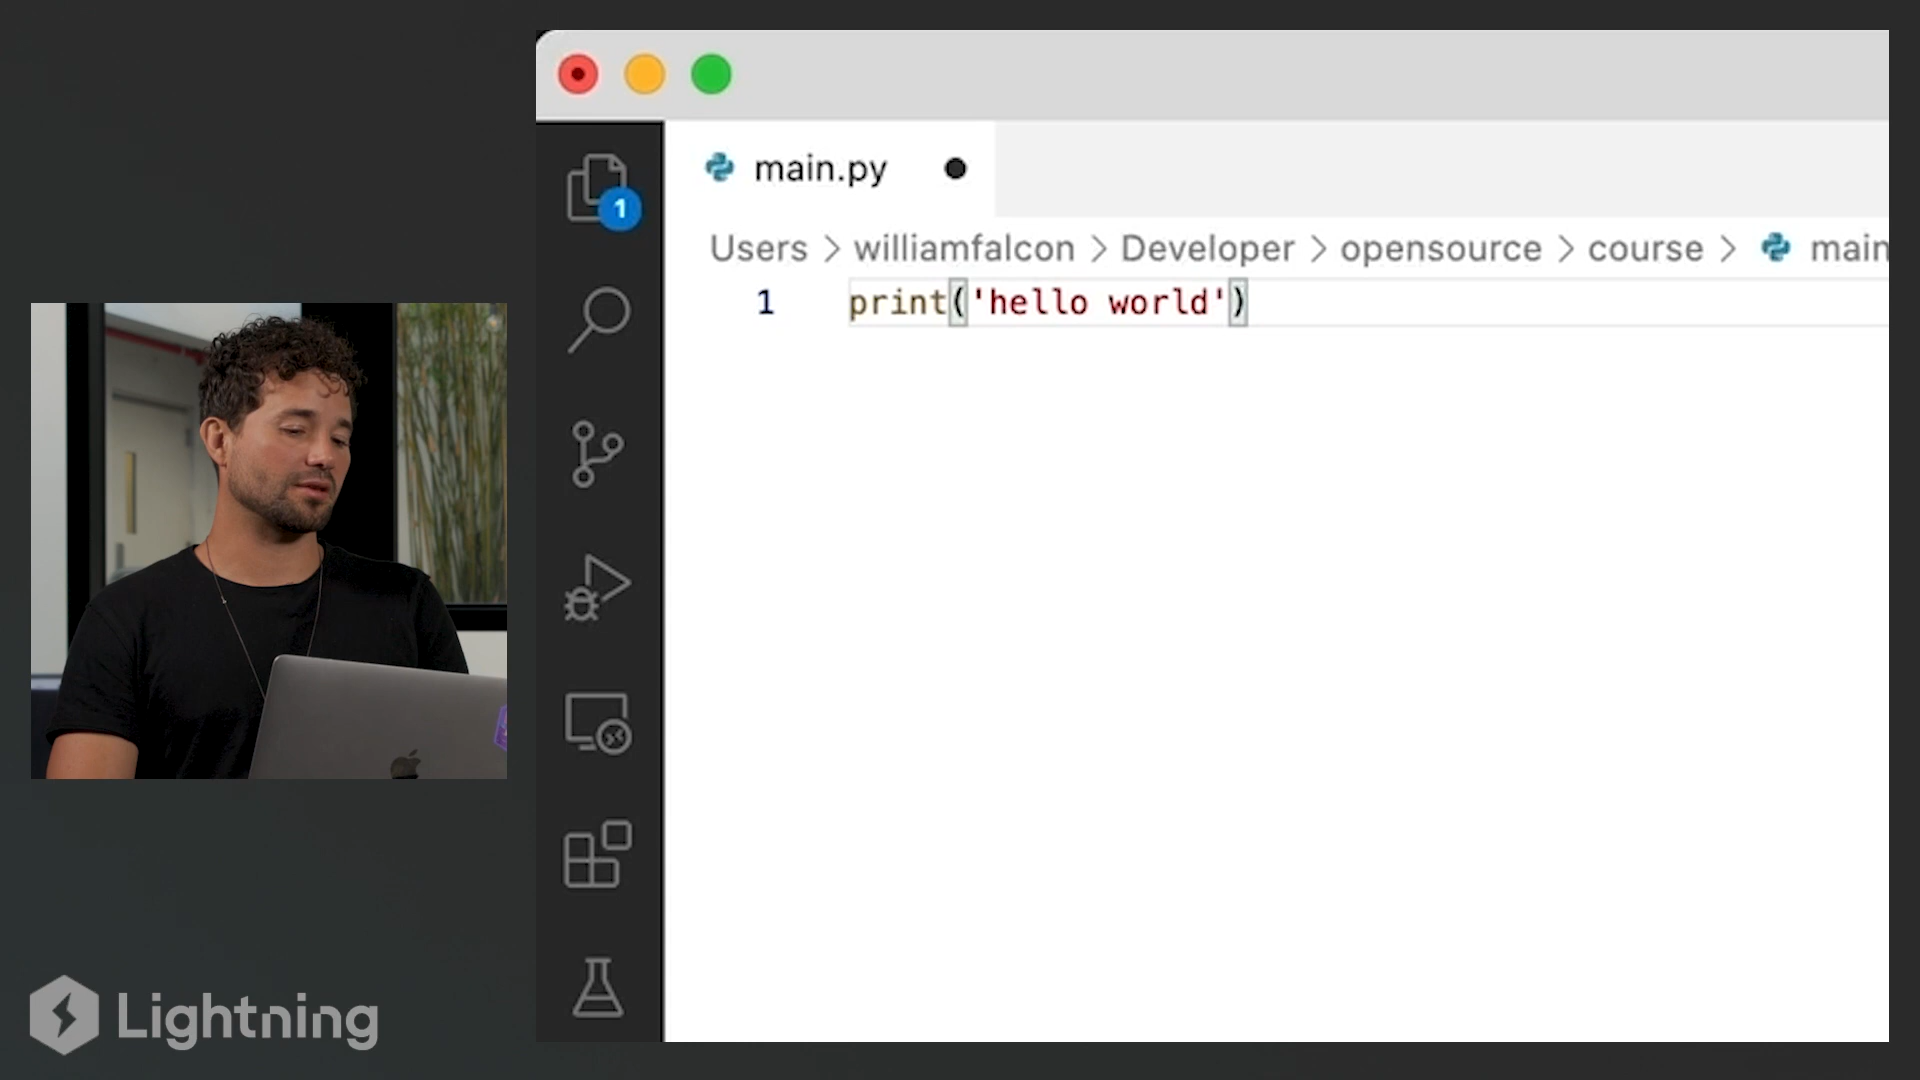 main.py
1
Users > williamfalcon > Developer > opensource > course > main
1 print('hello world')
Lightning